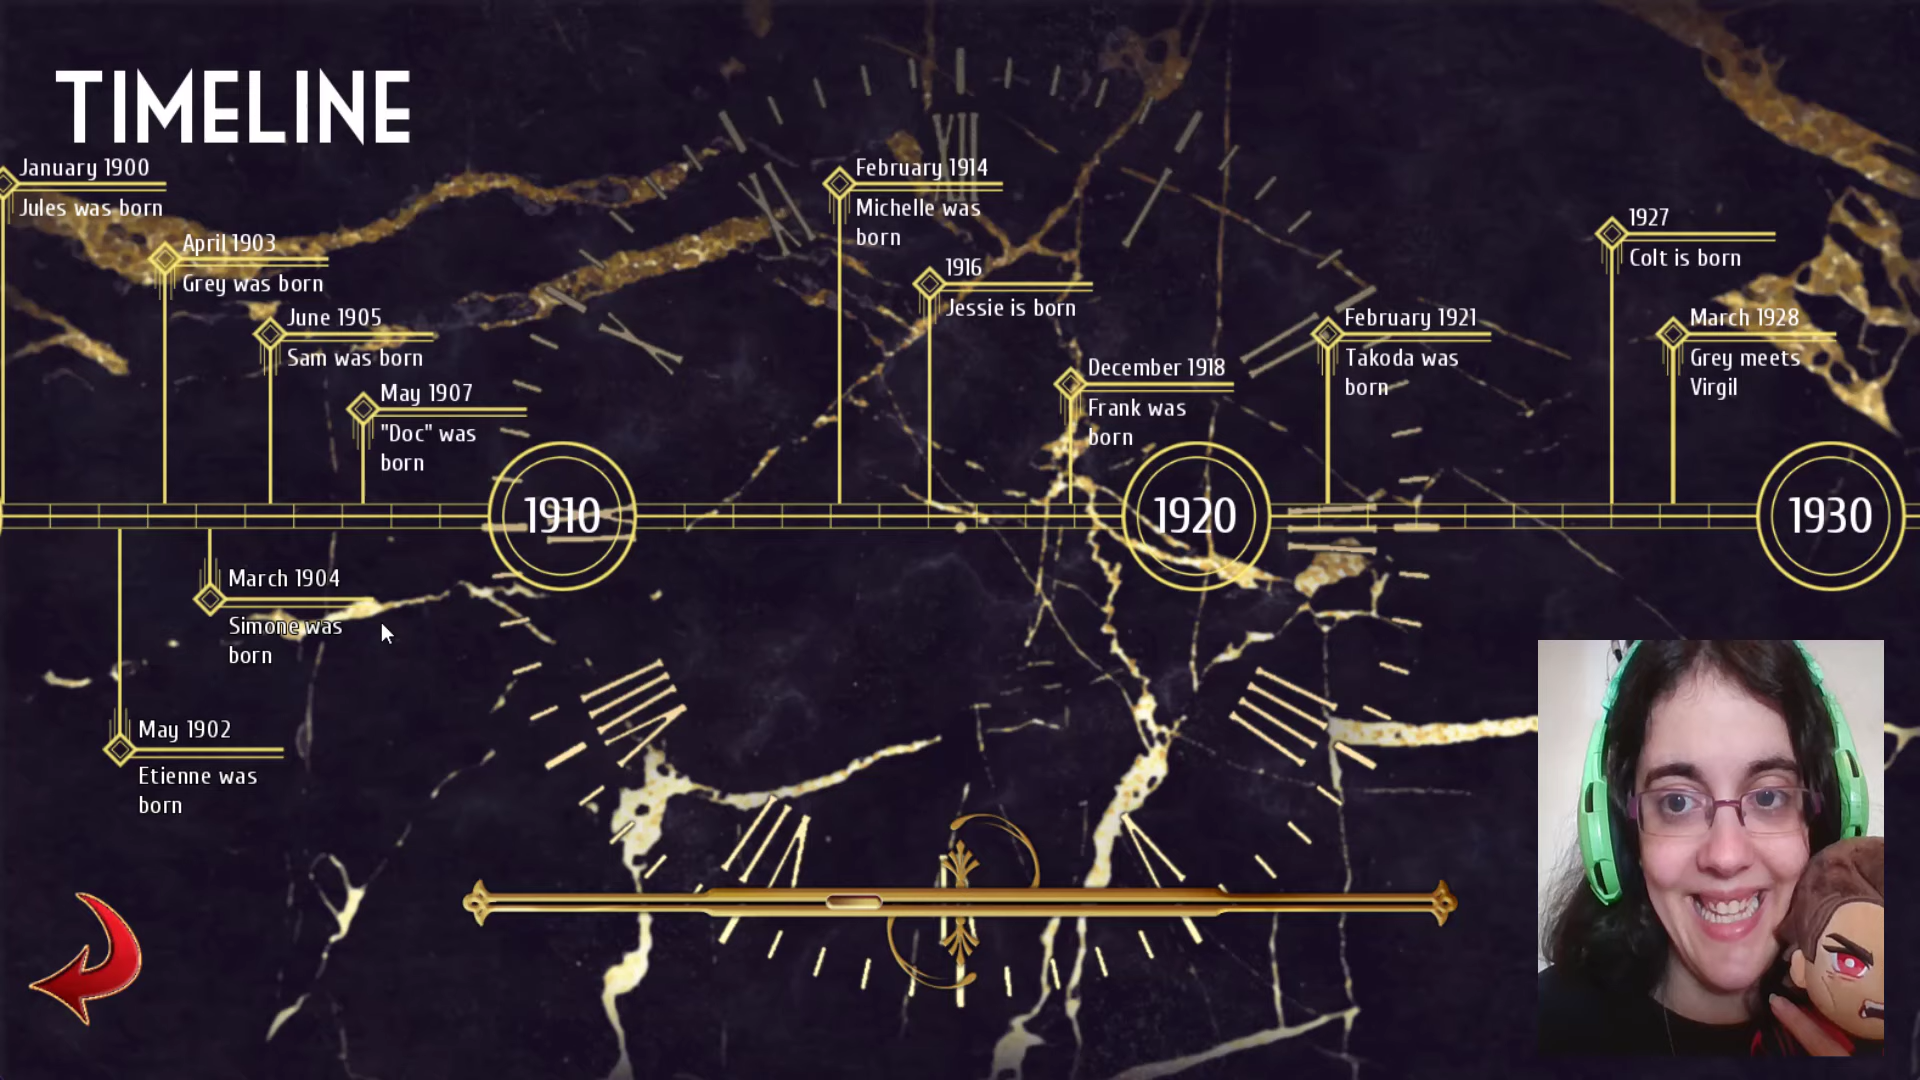 TIMELINE
January 1900
Jules was born
April 1903
Grey was born
June 1905
Sam was born
May 1907
"Doc" was
born
February 1914
Michelle was
born
1916
Jessie is born
December 1918
Frank was
born
February 1921
Takoda was
born
1927
Colt is born
March 1928
Grey meets
Virgil
1910
1920
1930
March 1904
Simone was
born
May 1902
Etienne was
born
XII